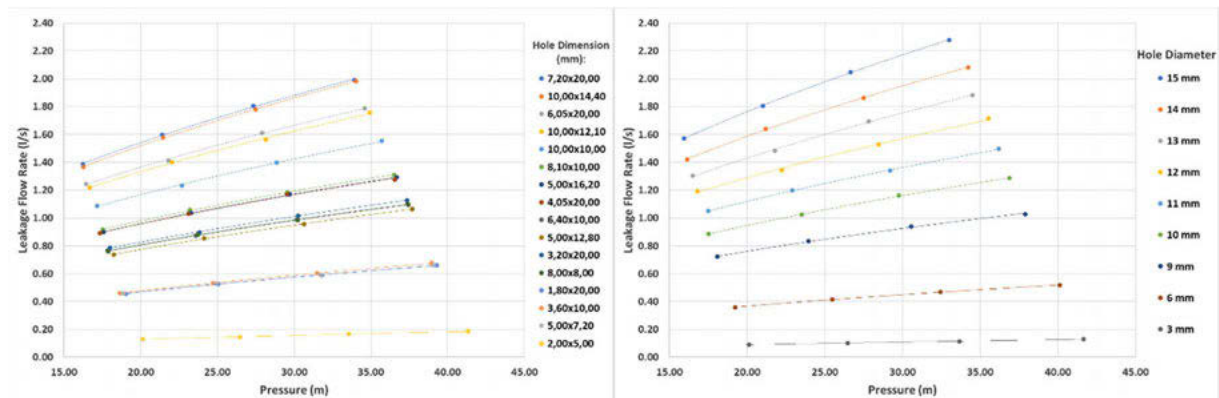 2.40
2.20
2.00
1.80
1.60
1.40
1.20
1.00
0.80
0.60
0.40
0.20
0.00
Leakage Flow Rate (l/s)
15.00 20.00 25.00 30.00 35.00 40.00 45.00
Pressure (m)
Hole Dimension
(mm):
7,20x20,00
10,00x14,40
6,05x20,00
10,00x12,10
10,00x10,00
8,10x10,00
5,00x16,20
4,05x20,00
6,40x10,00
5,00x12,80
3,20x20,00
8,00x8,00
1,80x20,00
3,60x10,00
5,00x7,20
2,00x5,00
2.40
2.20
2.00
1.80
1.60
1.40
1.20
1.00
0.80
0.60
0.40
0.20
0.00
Leakage Flow Rate (l/s)
15.00 20.00 25.00 30.00 35.00 40.00 45.00
Pressure (m)
Hole Diameter
15 mm
14 mm
13 mm
12 mm
11 mm
10 mm
9 mm
6 mm
3 mm